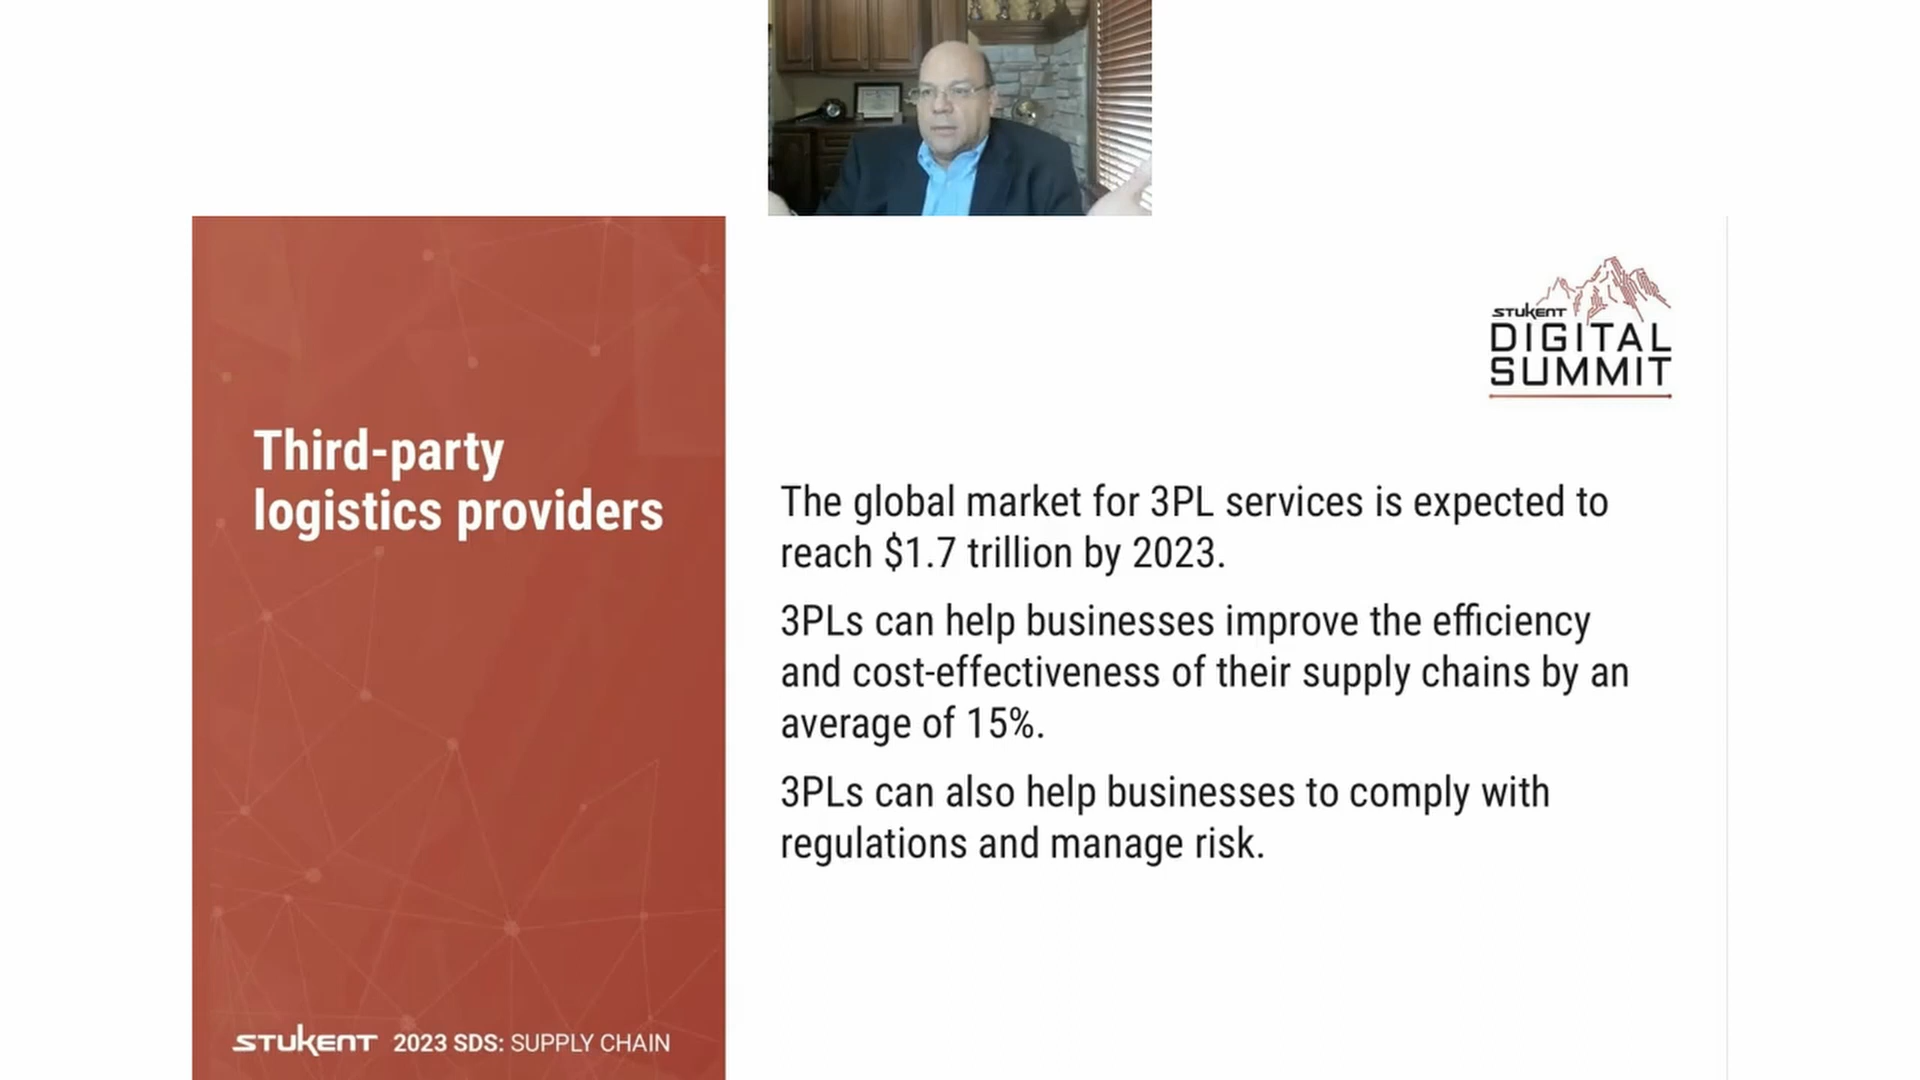 STUKENT
DIGITAL
SUMMIT
Third-party
logistics providers
The global market for 3PL services is expected to
reach $1.7 trillion by 2023.
3PLs can help businesses improve the efficiency
and cost-effectiveness of their supply chains by an
average of 15%.
3PLs can also help businesses to comply with
regulations and manage risk.
STUKENT 2023 SDS: SUPPLY CHAIN